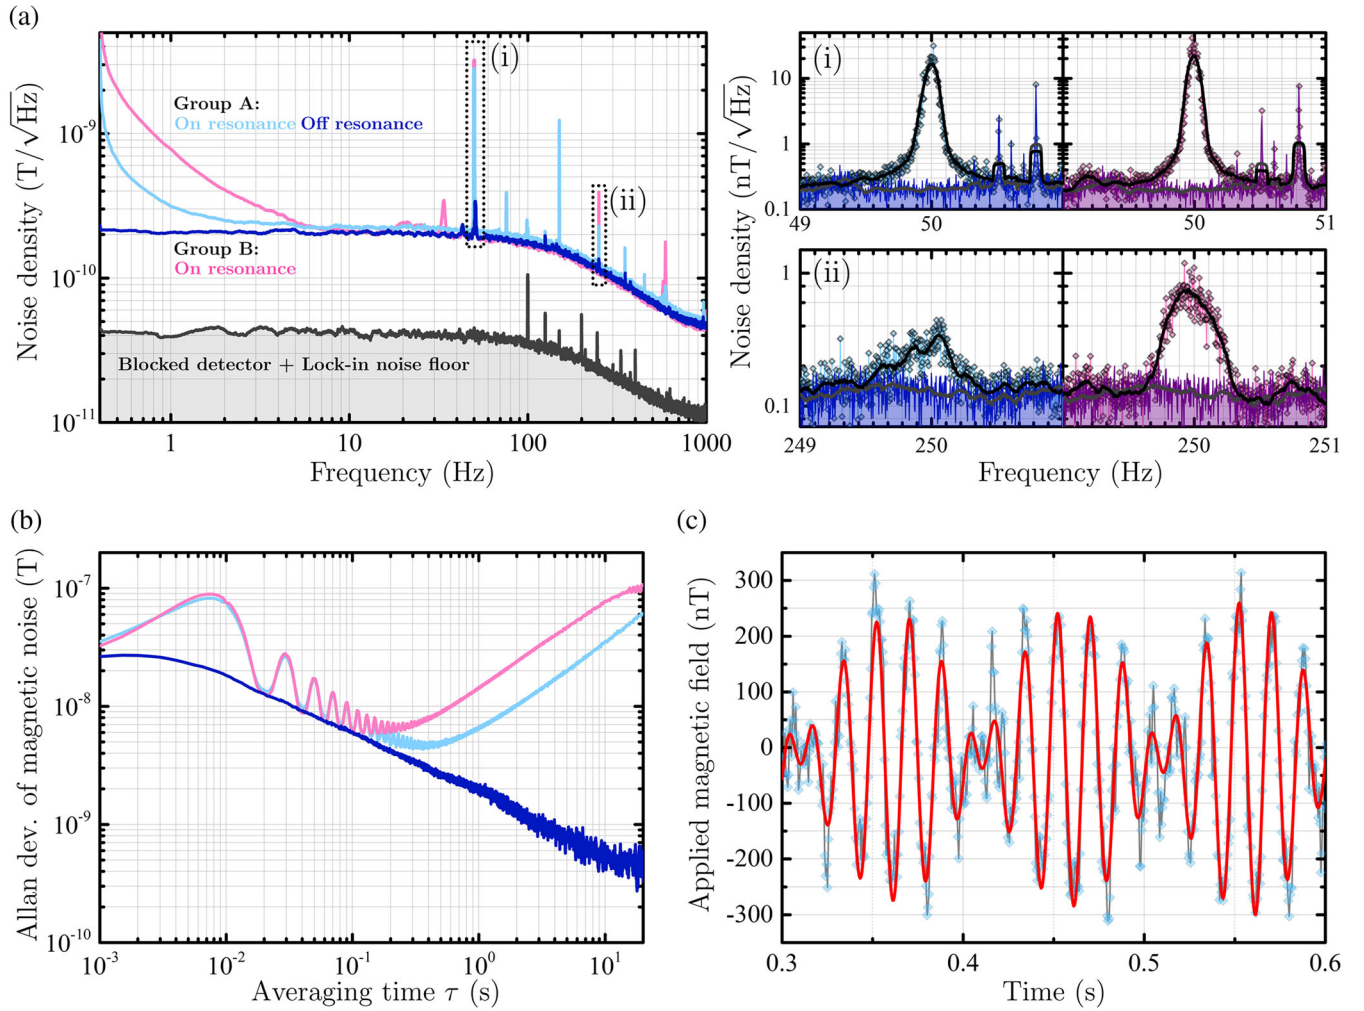 (a)
Noise density (T/√Hz)
10⁻⁹
10⁻¹⁰
10⁻¹¹
(i)
(ii)
Group A:
On resonance Off resonance
Group B:
On resonance
Blocked detector + Lock-in noise floor
1 10 100 1000
Frequency (Hz)
Noise density (nT/√Hz)
(i)
10
1
0.1
49 50 50 51
(ii)
1
0.1
249 250 250 251
Frequency (Hz)
(b)
Allan dev. of magnetic noise (T)
10⁻⁷
10⁻⁸
10⁻⁹
10⁻¹⁰
10⁻³ 10⁻² 10⁻¹ 10⁰ 10¹
Averaging time τ (s)
(c)
Applied magnetic field (nT)
300
200
100
0
-100
-200
-300
0.3 0.4 0.5 0.6
Time (s)